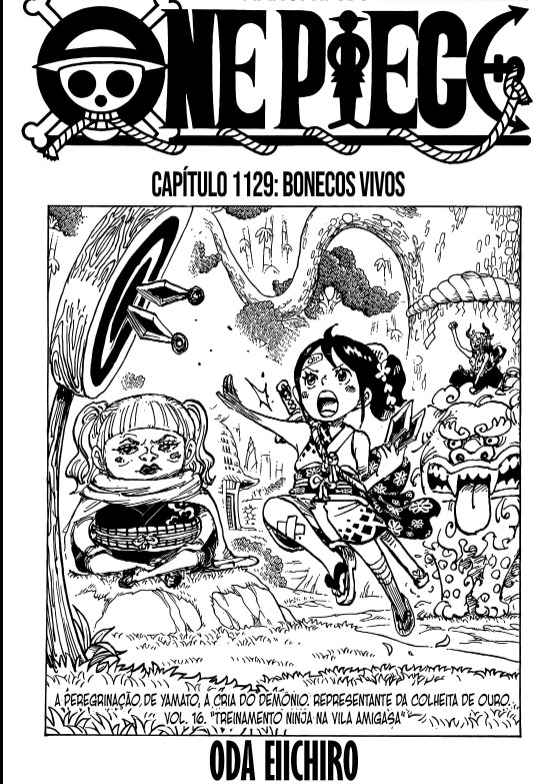 ONE PIECE
CAPÍTULO 1129: BONECOS VIVOS
A PEREGRINAÇÃO DE YAMATO, A CRIA DO DEMÔNIO, REPRESENTANTE DA COLHEITA DE OURO.
VOL. 16. "TREINAMENTO NINJA NA VILA AMIGASA"
ODA EIICHIRO